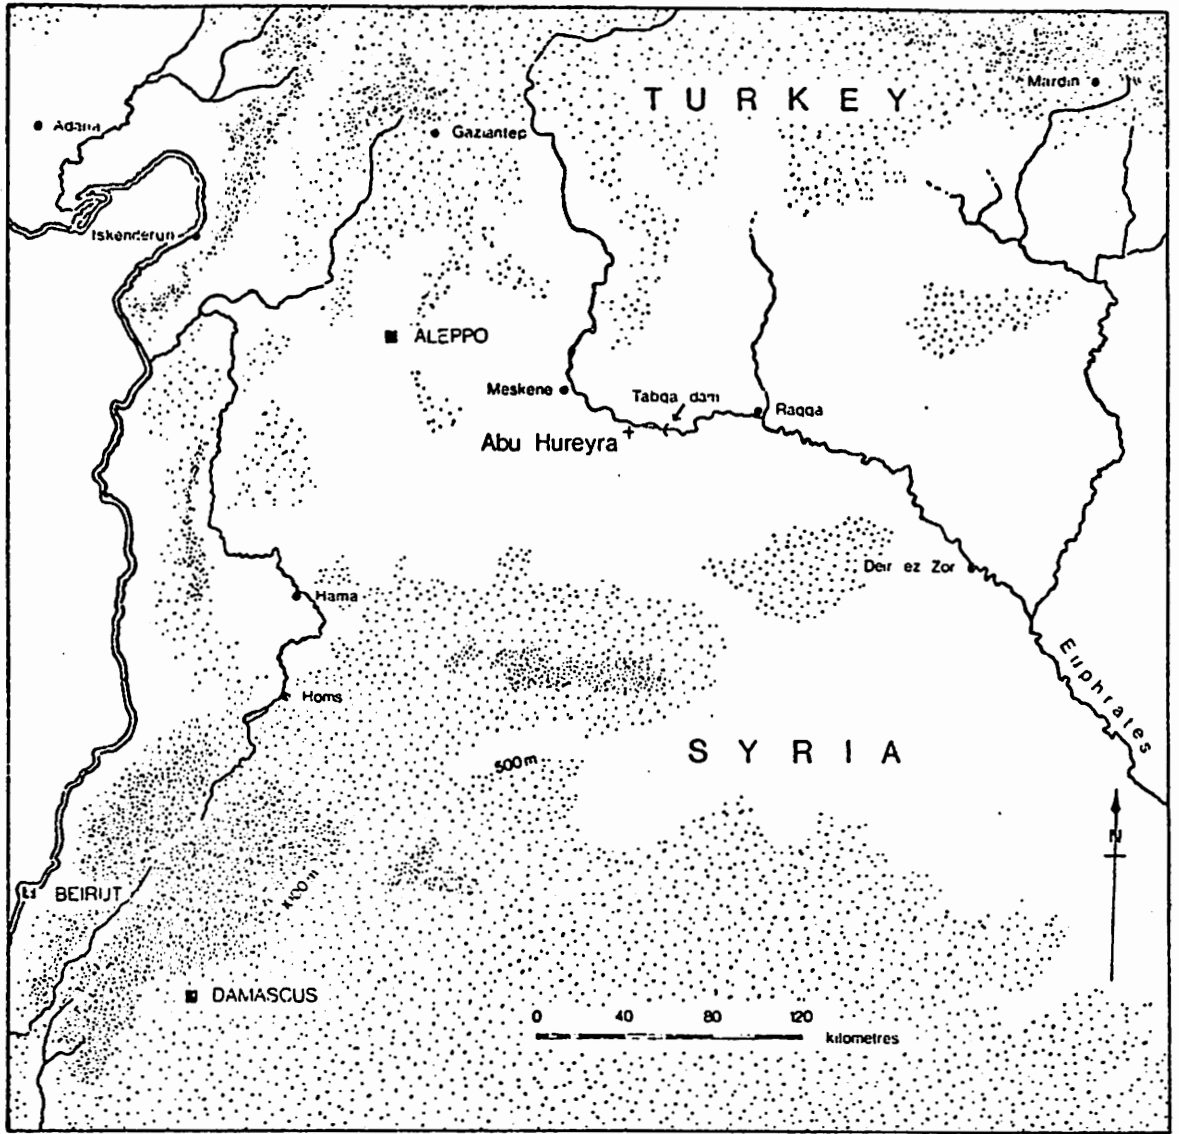 TURKEY
Mardin
Adana
Gaziantep
Iskenderun
ALEPPO
Meskene
Tabqa dam
Raqqa
Abu Hureyra
Deir ez Zor
Hama
Euphrates
Homs
SYRIA
500m
N
BEIRUT
DAMASCUS
0 40 80 120
kilometres